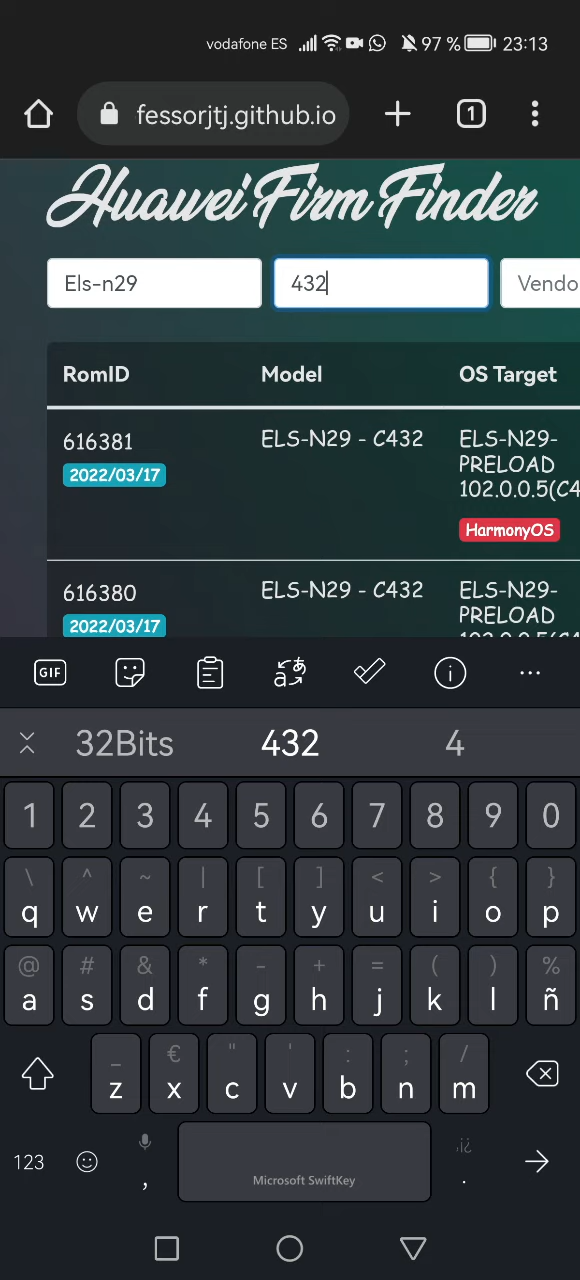 vodafone ES 97 % 23:13
fessorjtj.github.io 1
Huawei Firm Finder
Els-n29 432 Vendo
RomID Model OS Target
616381 ELS-N29 - C432 ELS-N29-
2022/03/17 PRELOAD
102.0.0.5(C4
HarmonyOS
616380 ELS-N29 - C432 ELS-N29-
2022/03/17 PRELOAD
GIF
32Bits 432 4
1 2 3 4 5 6 7 8 9 0
\ ^ ~ | [ ] < > { }
q w e r t y u i o p
@ # & * - + = ( ) %
a s d f g h j k l ñ
_ € " ' : ; /
z x c v b n m
123 , Microsoft SwiftKey .